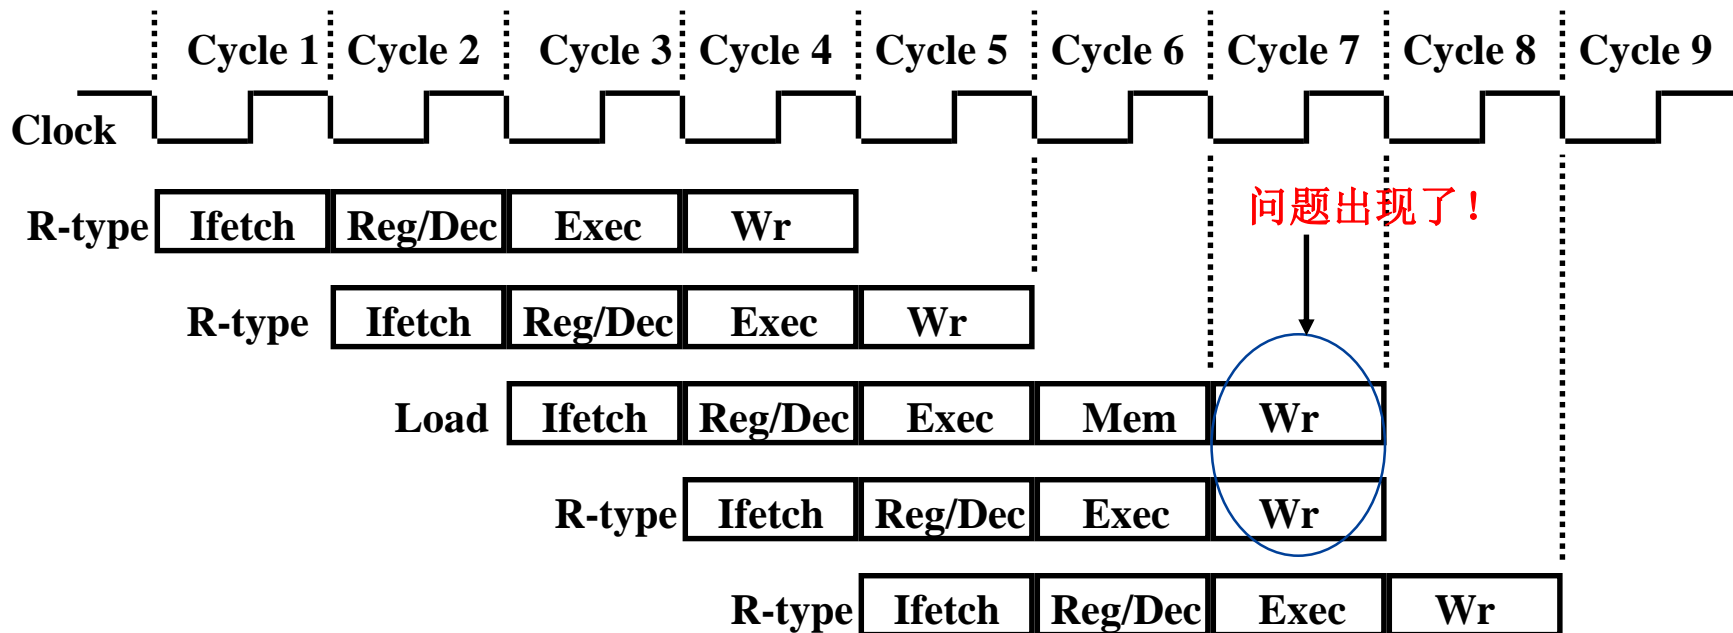 Cycle 1 Cycle 2 Cycle 3 Cycle 4 Cycle 5 Cycle 6 Cycle 7 Cycle 8 Cycle 9
Clock
问题出现了！
R-type Ifetch Reg/Dec Exec Wr
R-type Ifetch Reg/Dec Exec Wr
Load Ifetch Reg/Dec Exec Mem Wr
R-type Ifetch Reg/Dec Exec Wr
R-type Ifetch Reg/Dec Exec Wr